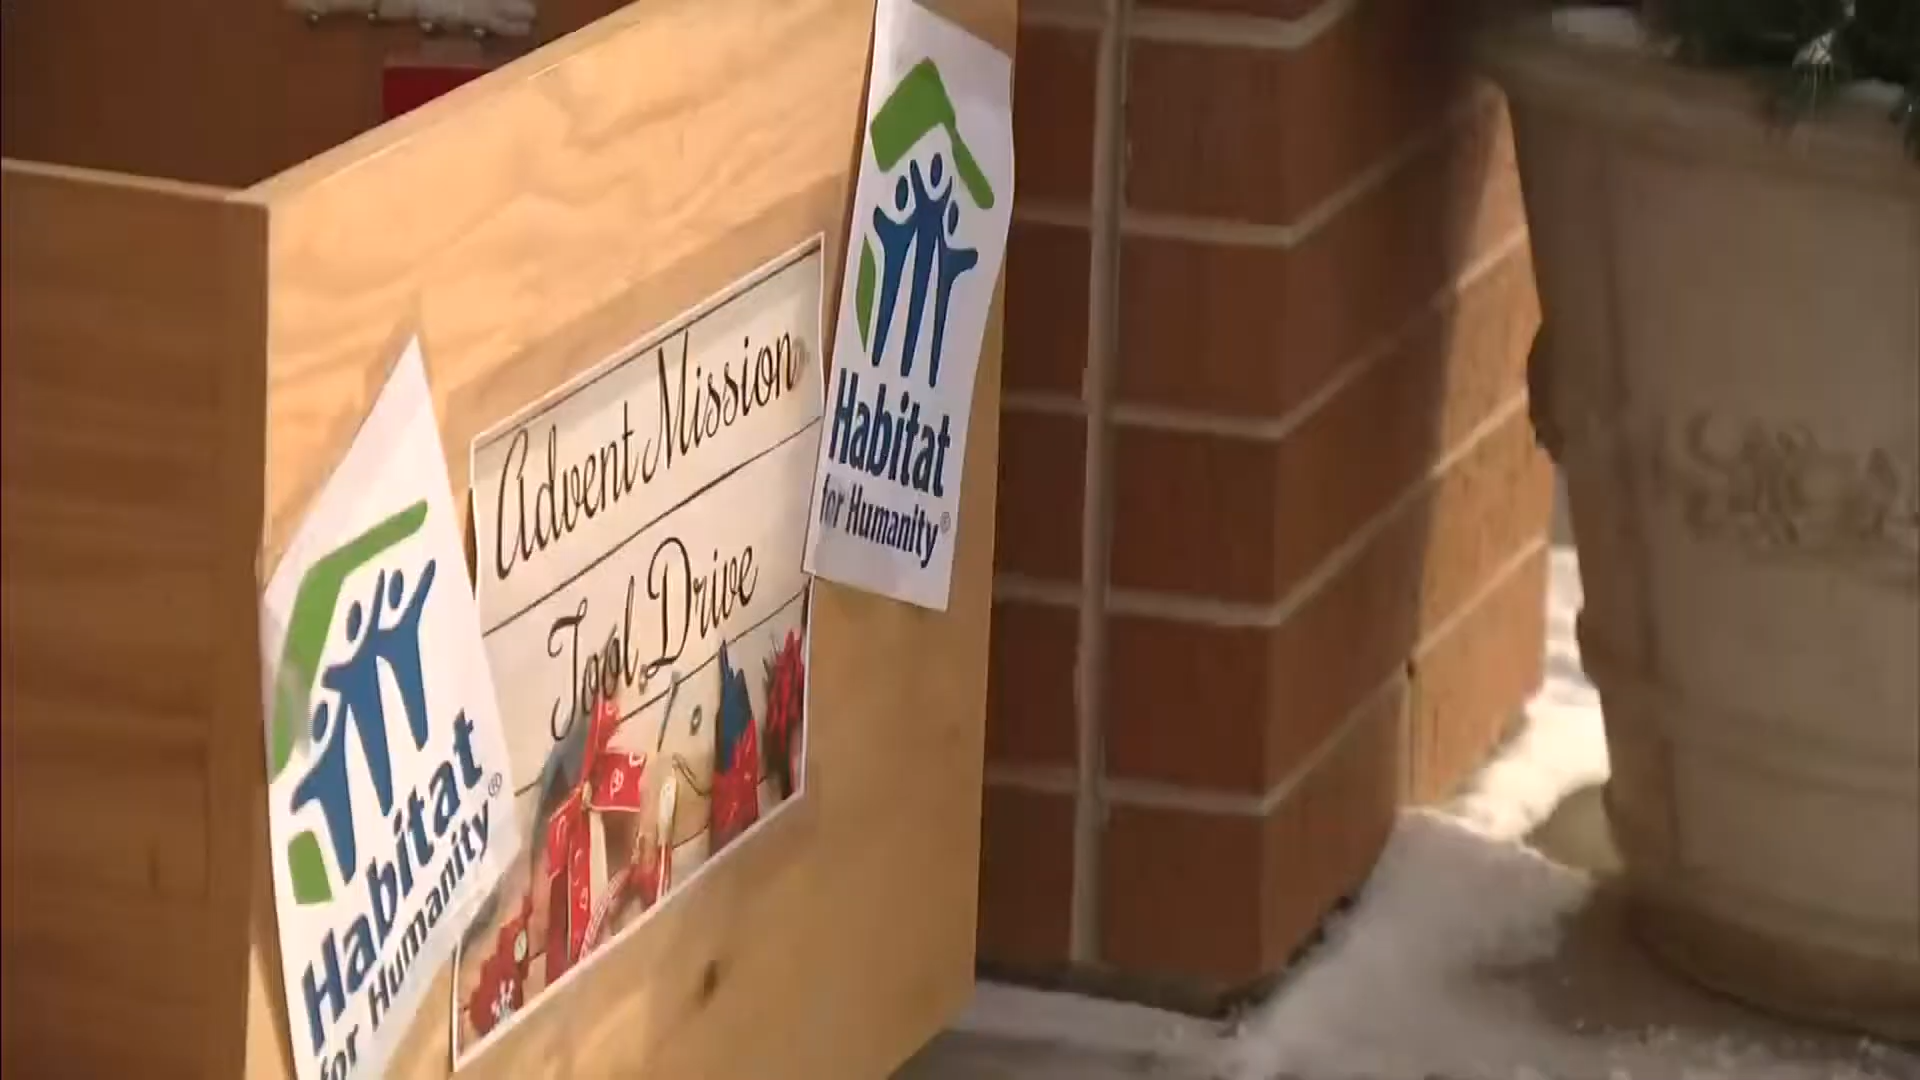 Advent Mission
Tool Drive
Habitat
for Humanity®
Habitat
for Humanity®